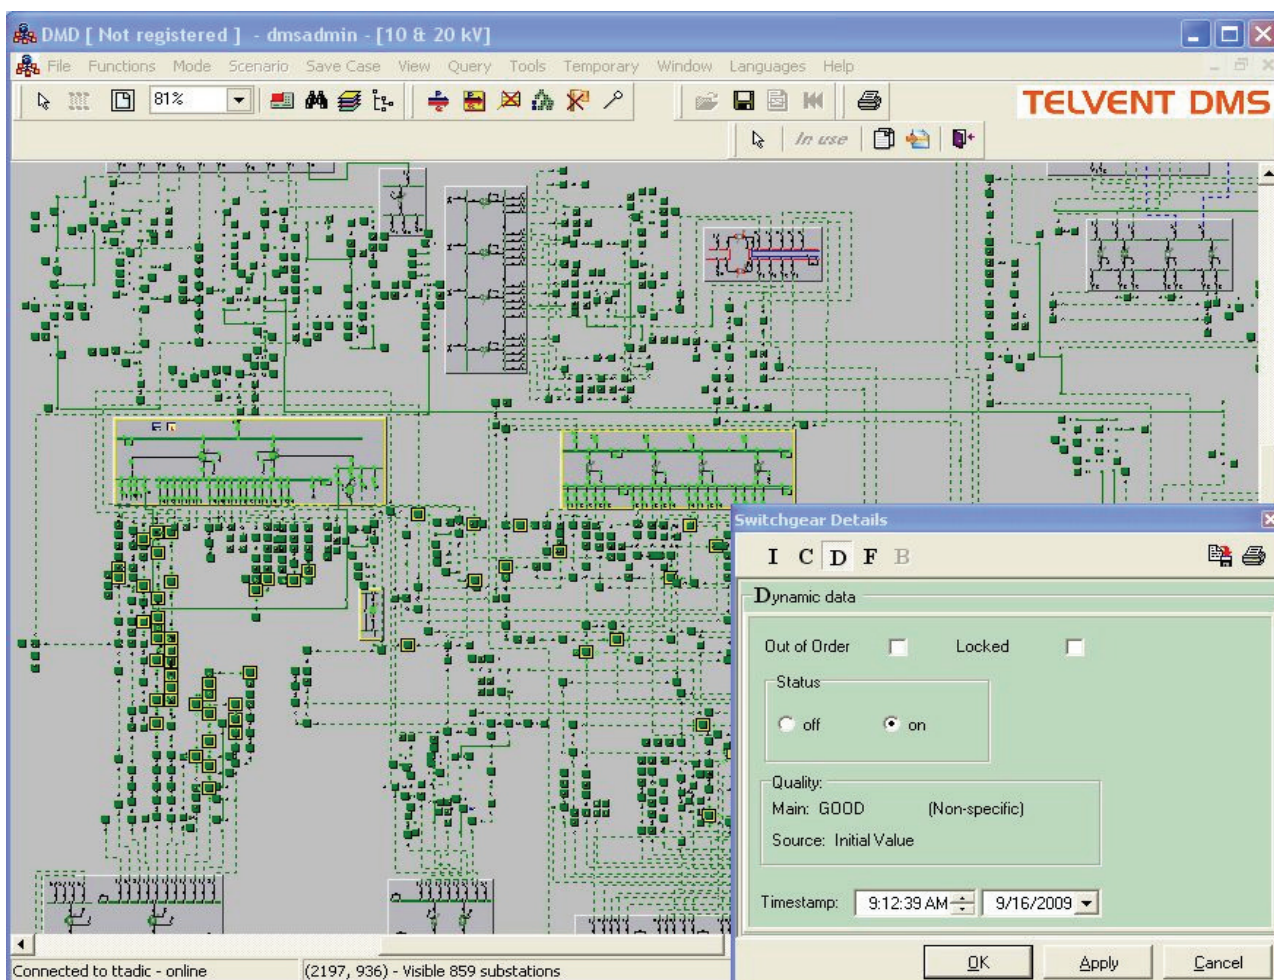 DMD [ Not registered ] - dmsadmin - [10 & 20 kV]
File Functions Mode Scenario Save Case View Query Tools Temporary Window Languages Help
81%
TELVENT DMS
In use
Switchgear Details
I C D F B
Dynamic data
Out of Order Locked
Status
off on
Quality:
Main: GOOD (Non-specific)
Source: Initial Value
Timestamp: 9:12:39 AM 9/16/2009
OK Apply Cancel
Connected to ttadic - online (2197, 936) - Visible 859 substations